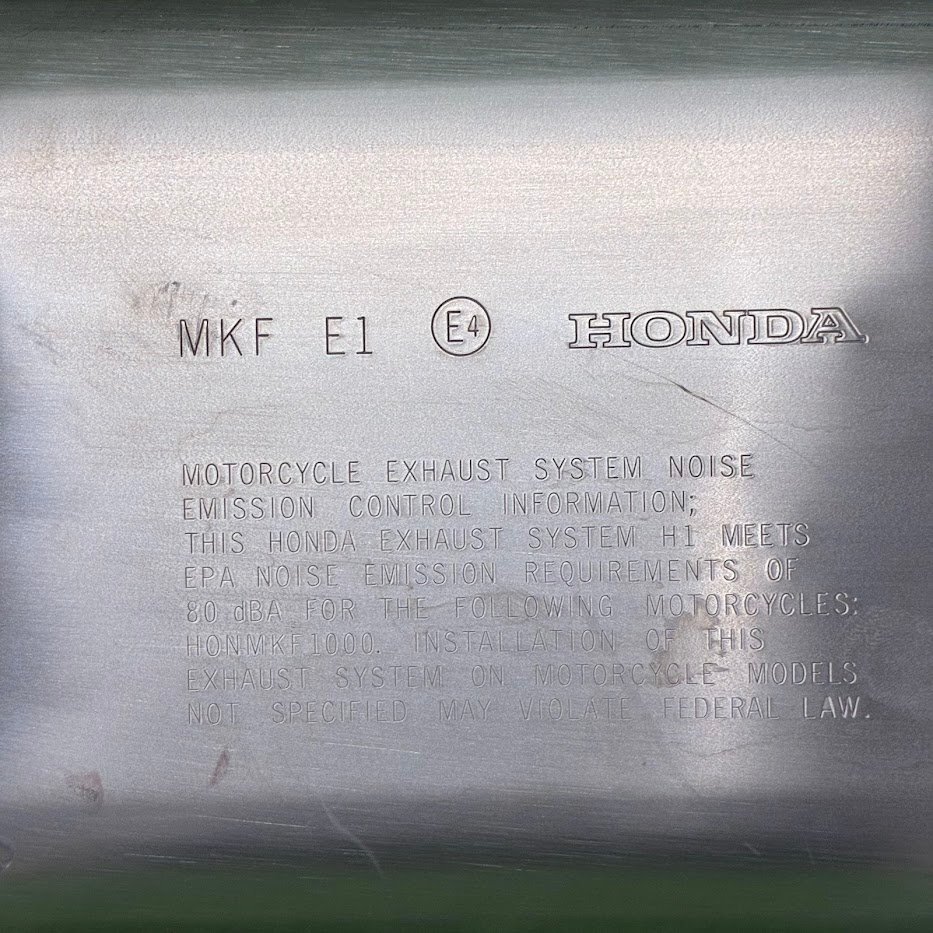 MKF E1 E4 HONDA
MOTORCYCLE EXHAUST SYSTEM NOISE
EMISSION CONTROL INFORMATION;
THIS HONDA EXHAUST SYSTEM H1 MEETS
EPA NOISE EMISSION REQUIREMENTS OF
80 dBA FOR THE FOLLOWING MOTORCYCLES:
HONMKF1000. INSTALLATION OF THIS
EXHAUST SYSTEM ON MOTORCYCLE MODELS
NOT SPECIFIED MAY VIOLATE FEDERAL LAW.